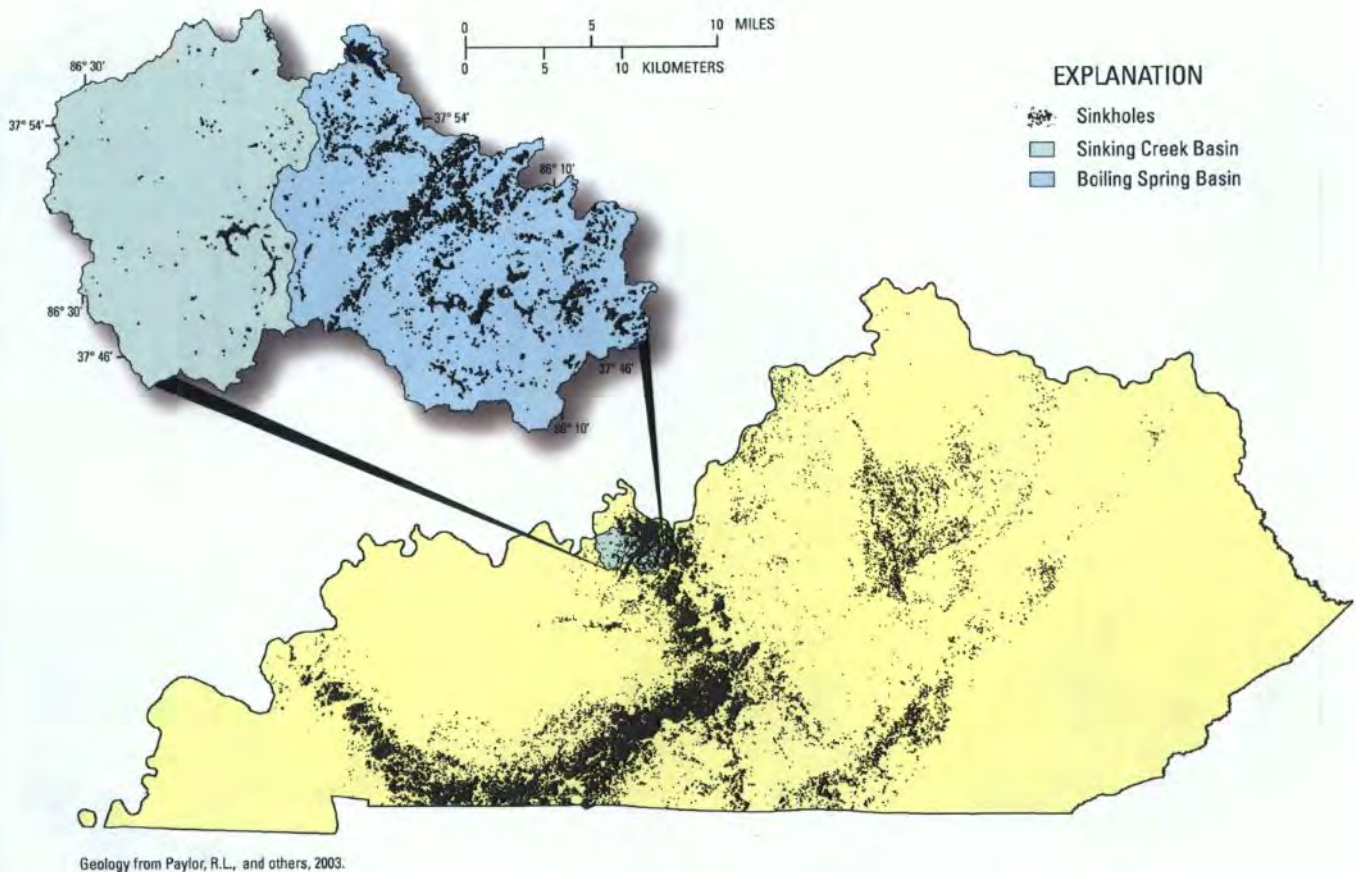 0 5 10 MILES
0 5 10 KILOMETERS
EXPLANATION
Sinkholes
Sinking Creek Basin
Boiling Spring Basin
86° 30'
37° 54'
37° 54'
86° 10'
86° 30'
37° 46'
37° 46'
86° 10'
Geology from Paylor, R.L., and others, 2003.